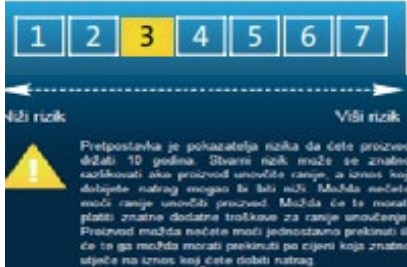 1 2 3 4 5 6 7
Niži rizik Viši rizik
Pretpostavka je pokazatelja rizika da ćete proizvod
držati 10 godina. Stvarni rizik može se znatno
razlikovati ako proizvod unovčite ranije, a iznos koji
dobijete natrag mogao bi biti niži. Možda nećete
moći ranije unovčiti proizvod. Možda će te morati
platiti znatne dodatne troškove za ranije unovčenje.
Proizvod možda nećete moći jednostavno prekinuti ili
će te ga možda morati prekinuti po cijeni koja znatno
utječe na iznos koji ćete dobiti natrag.